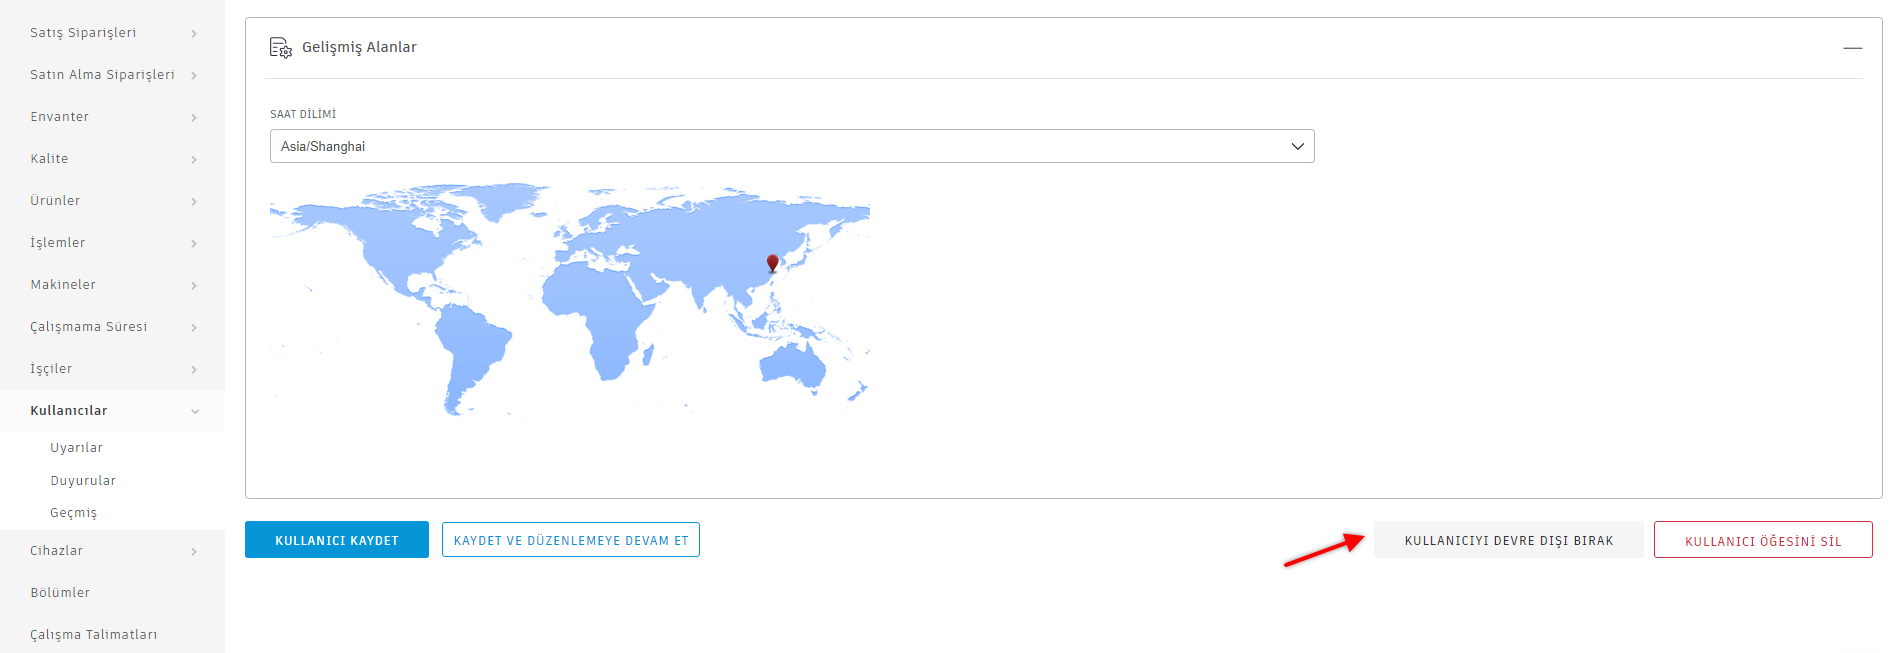 Satış Siparişleri
Satın Alma Siparişleri
Envanter
Kalite
Ürünler
İşlemler
Makineler
Çalışmama Süresi
İşçiler
Kullanıcılar
Uyarılar
Duyurular
Geçmiş
Cihazlar
Bölümler
Çalışma Talimatları
Gelişmiş Alanlar
SAAT DİLİMİ
Asia/Shanghai
KULLANICI KAYDET
KAYDET VE DÜZENLEMEYE DEVAM ET
KULLANICIYI DEVRE DIŞI BIRAK
KULLANICI ÖĞESİNİ SİL